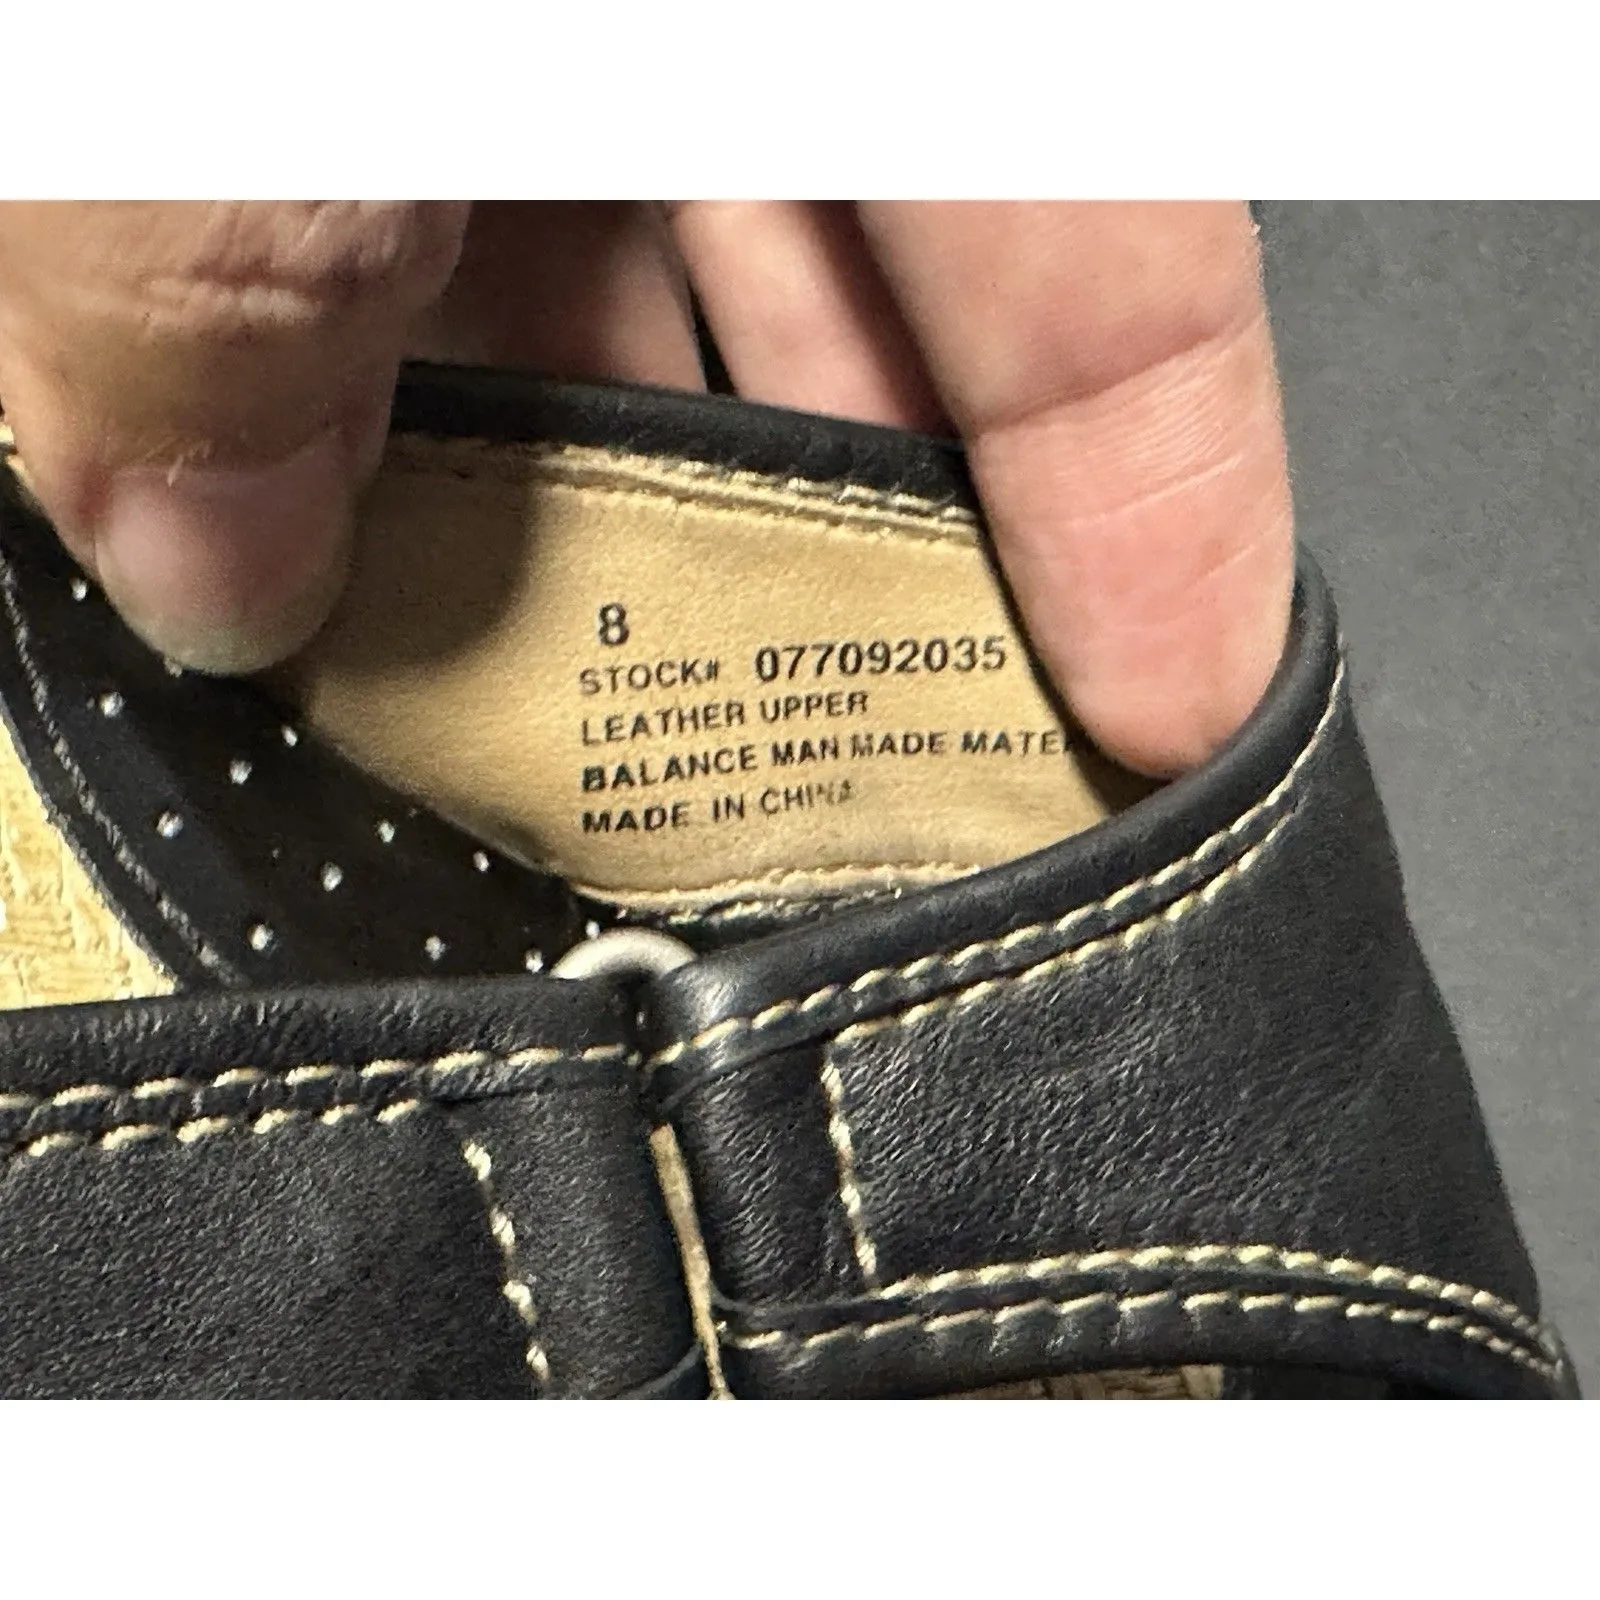 8
STOCK# 077092035
LEATHER UPPER
BALANCE MAN MADE MATE
MADE IN CHINA